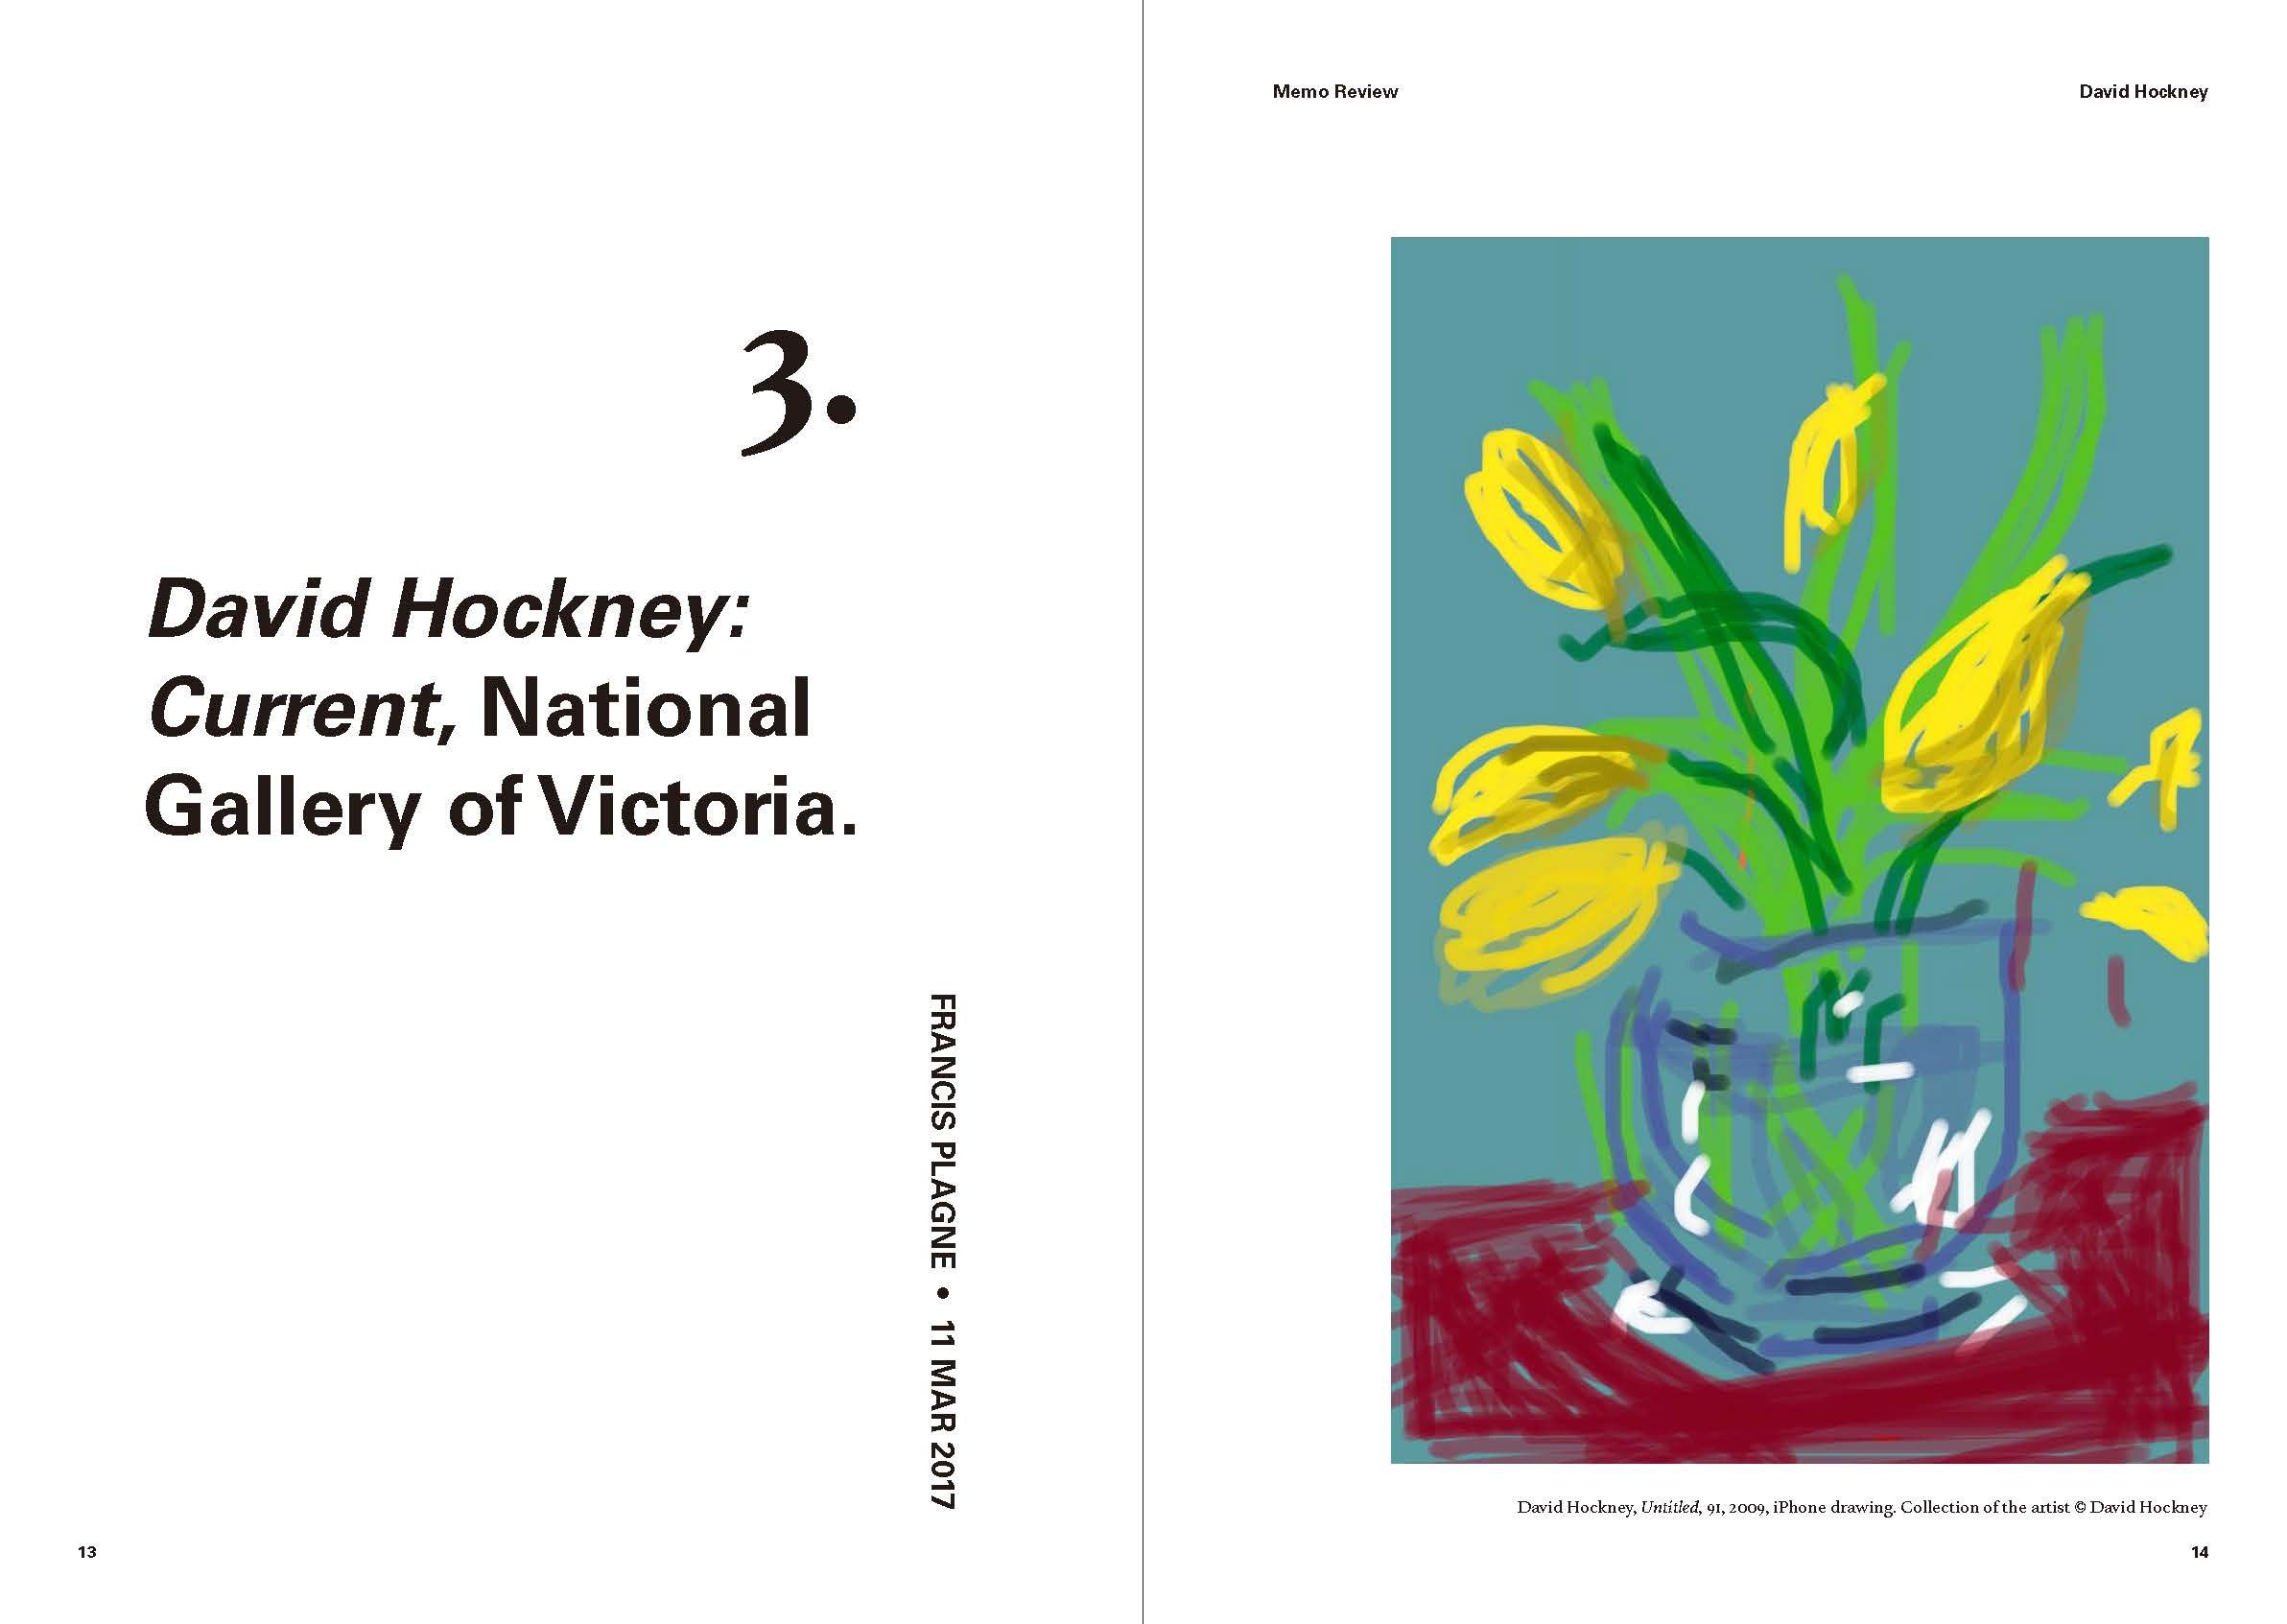 3.
David Hockney:
Current, National
Gallery of Victoria.
FRANCIS PLAGNE • 11 MAR 2017
13
Memo Review
David Hockney
David Hockney, Untitled, 91, 2009, iPhone drawing. Collection of the artist © David Hockney
14